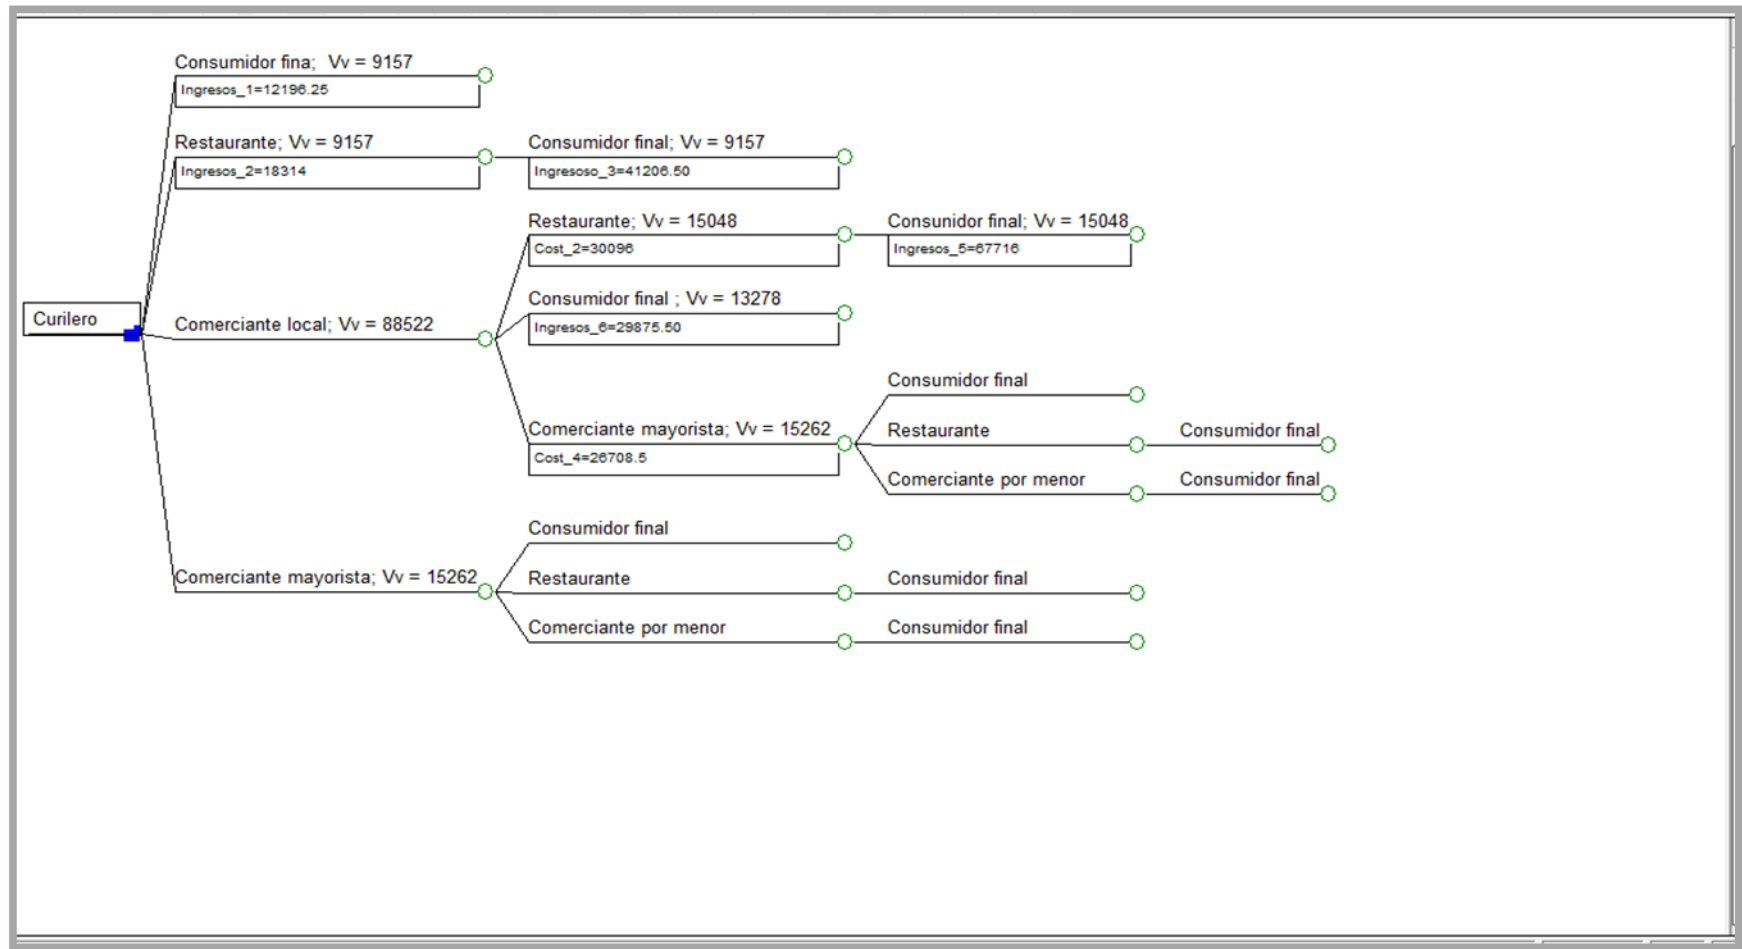 Consumidor fina;  Vv = 9157
Ingresos_1=12196.25
Restaurante; Vv = 9157
Ingresos_2=18314
Consumidor final; Vv = 9157
Ingresoso_3=41206.50
Restaurante; Vv = 15048
Cost_2=30096
Consunidor final; Vv = 15048
Ingresos_5=67716
Consumidor final ; Vv = 13278
Ingresos_6=29875.50
Curilero
Comerciante local; Vv = 88522
Consumidor final
Comerciante mayorista; Vv = 15262
Cost_4=26708.5
Restaurante
Consumidor final
Comerciante por menor
Consumidor final
Consumidor final
Comerciante mayorista; Vv = 15262
Restaurante
Consumidor final
Comerciante por menor
Consumidor final